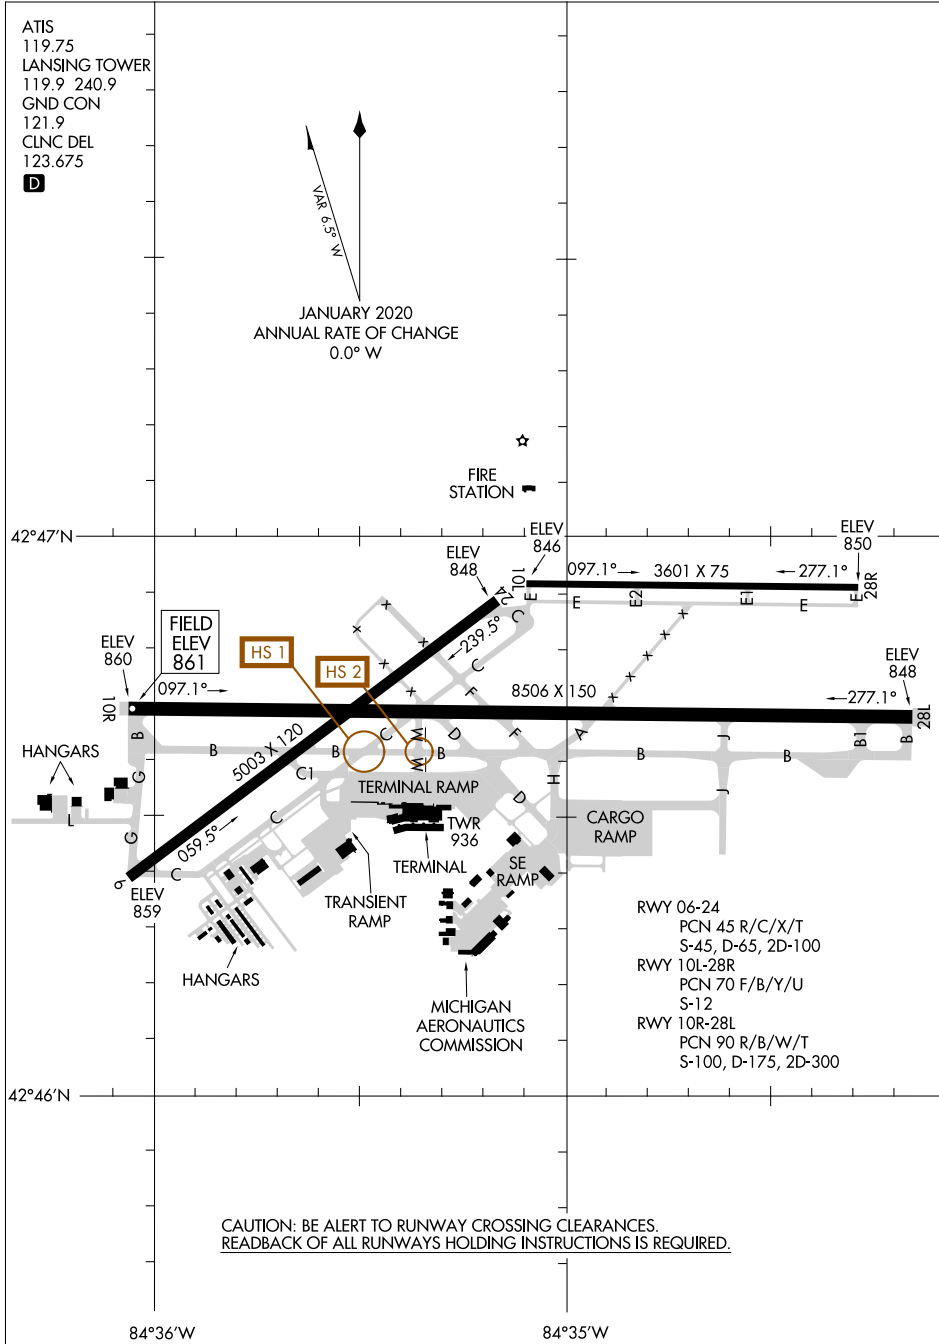 ATIS
119.75
LANSING TOWER
119.9 240.9
GND CON
121.9
CLNC DEL
123.675
D
VAR 6.5° W
JANUARY 2020
ANNUAL RATE OF CHANGE
0.0° W
FIRE
STATION
42°47'N
ELEV
846
ELEV
850
ELEV
848
10L
097.1°
3601 X 75
277.1°
28R
24
E
E
E2
E1
E
E
C
FIELD
ELEV
861
HS 1
HS 2
239.5°
ELEV
860
C
F
ELEV
848
10R
097.1°
8506 X 150
277.1°
28L
B
B
5003 X 120
B
C
W
W
B
D
F
A
B
J
B
B1
B
HANGARS
G
C1
TERMINAL RAMP
H
J
D
L
G
059.5°
C
TWR
936
CARGO
RAMP
TERMINAL
6
C
ELEV
859
TRANSIENT
RAMP
SE
RAMP
HANGARS
MICHIGAN
AERONAUTICS
COMMISSION
RWY 06-24
PCN 45 R/C/X/T
S-45, D-65, 2D-100
RWY 10L-28R
PCN 70 F/B/Y/U
S-12
RWY 10R-28L
PCN 90 R/B/W/T
S-100, D-175, 2D-300
42°46'N
CAUTION: BE ALERT TO RUNWAY CROSSING CLEARANCES.
READBACK OF ALL RUNWAYS HOLDING INSTRUCTIONS IS REQUIRED.
84°36'W
84°35'W